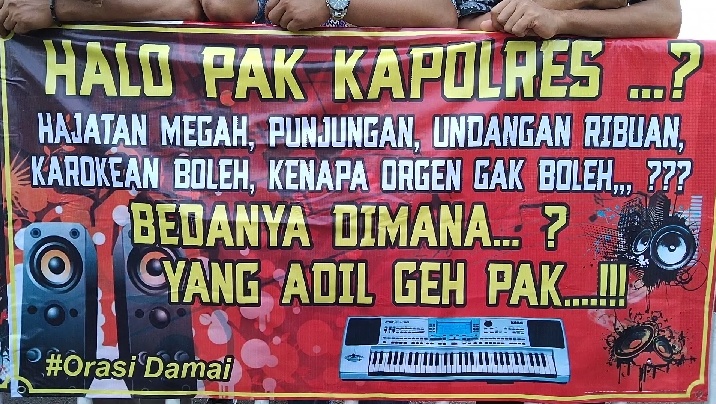 HALO PAK KAPOLRES ...?
HAJATAN MEGAH, PUNJUNGAN, UNDANGAN RIBUAN,
KAROKEAN BOLEH, KENAPA ORGEN GAK BOLEH,,, ???
BEDANYA DIMANA... ?
YANG ADIL GEH PAK....!!!
#Orasi Damai